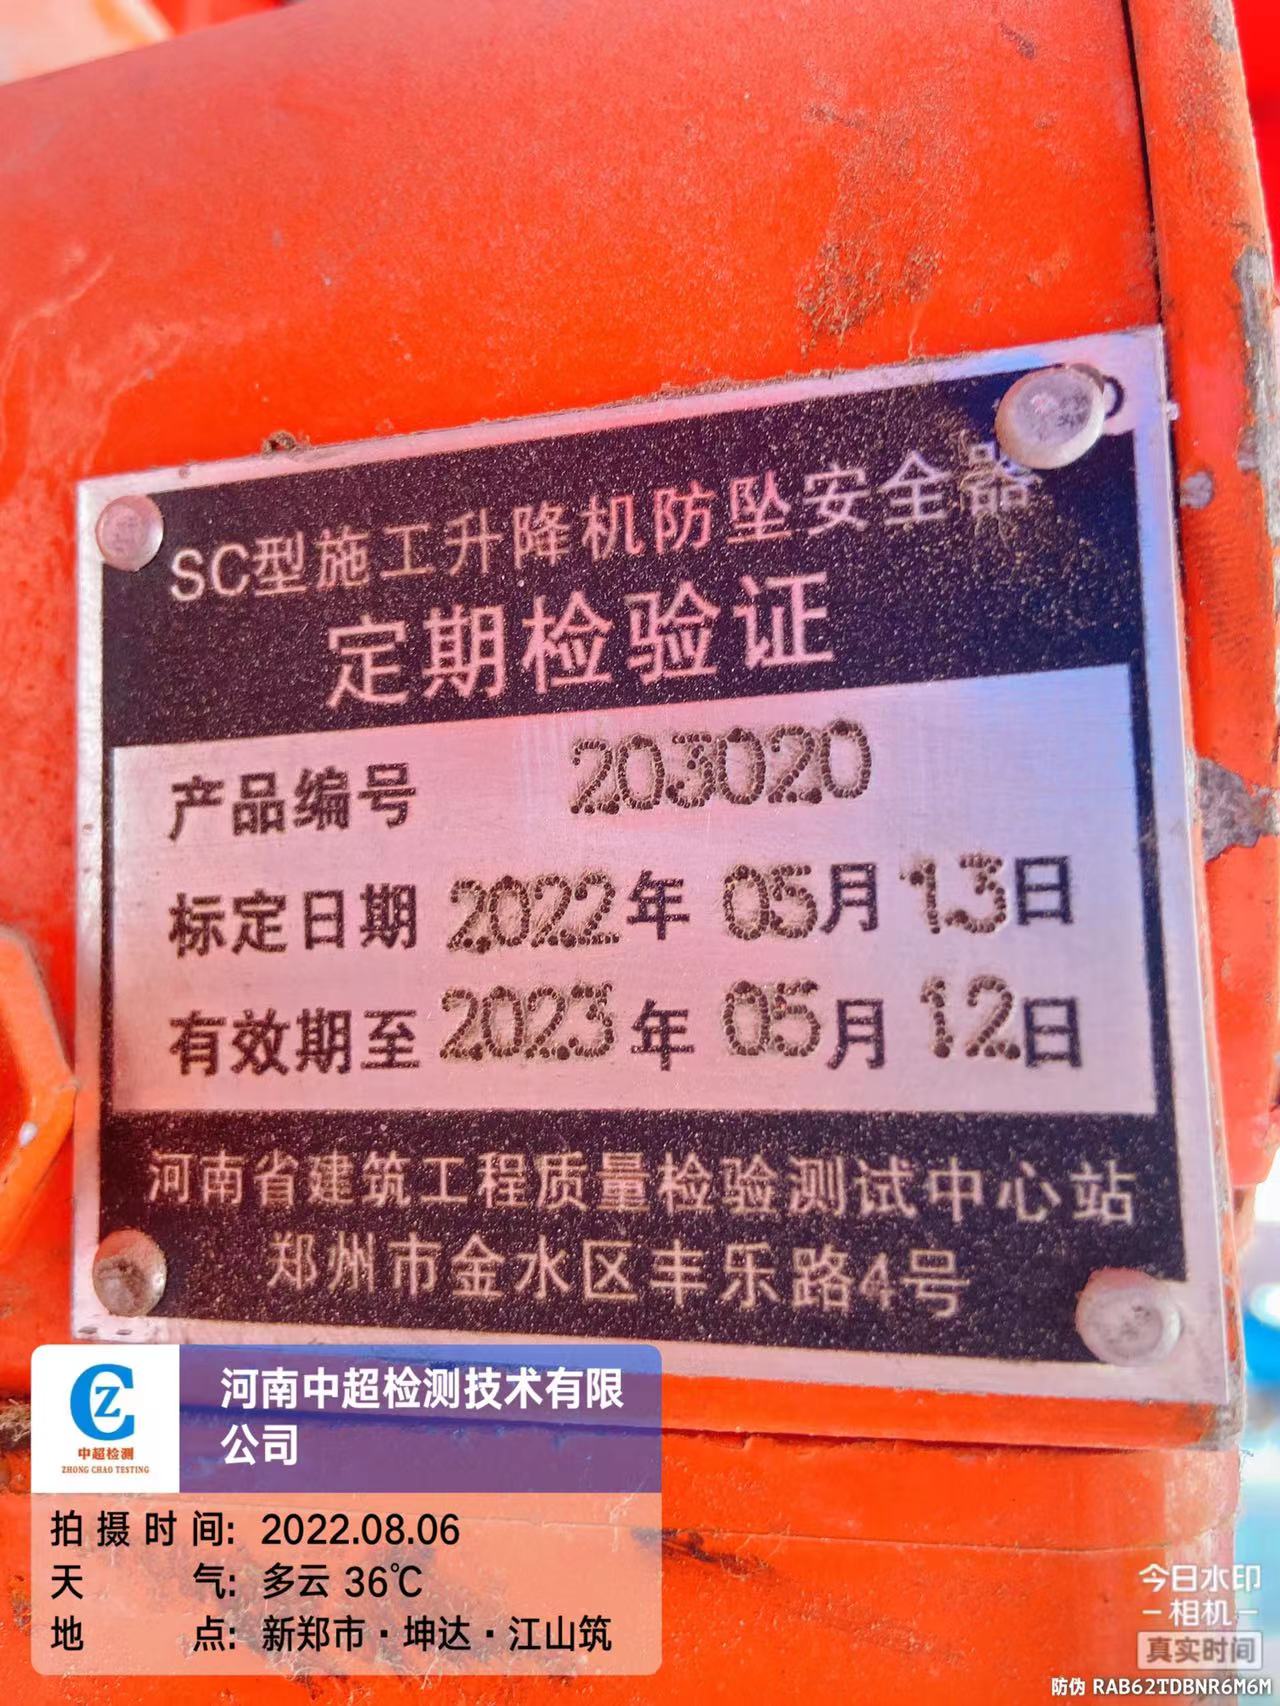 SC型施工升降机防坠安全器
定期检验证
产品编号 203020
标定日期 2022年 05月 13日
有效期至 2023年 05月 12日
河南省建筑工程质量检验测试中心站
郑州市金水区丰乐路4号
CZ
中超检测
ZHONG CHAO TESTING
河南中超检测技术有限
公司
拍摄时间: 2022.08.06
天气: 多云 36℃
地点: 新郑市·坤达·江山筑
今日水印
-相机-
真实时间
防伪 RAB62TDBNR6M6M